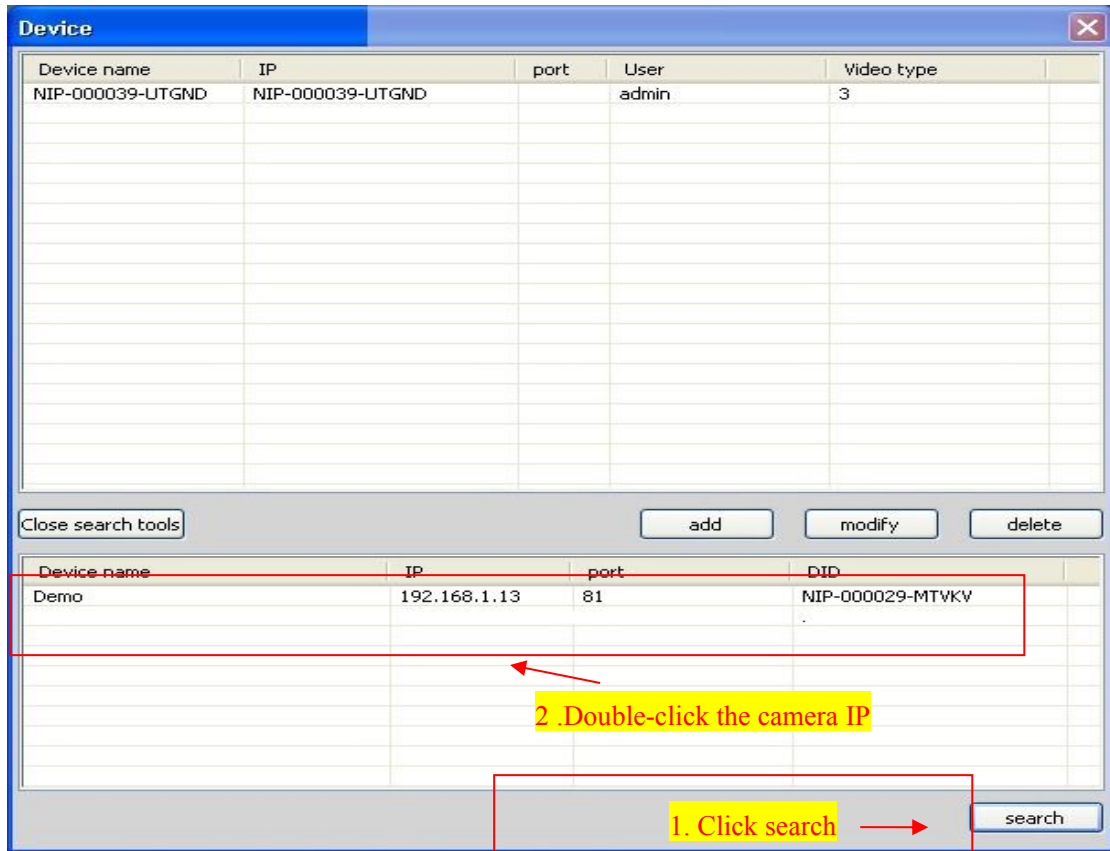 Device
Device name IP port User Video type
NIP-000039-UTGND NIP-000039-UTGND admin 3
Close search tools add modify delete
Device name IP port DID
Demo 192.168.1.13 81 NIP-000029-MTVKV
.
2 .Double-click the camera IP
1. Click search
search